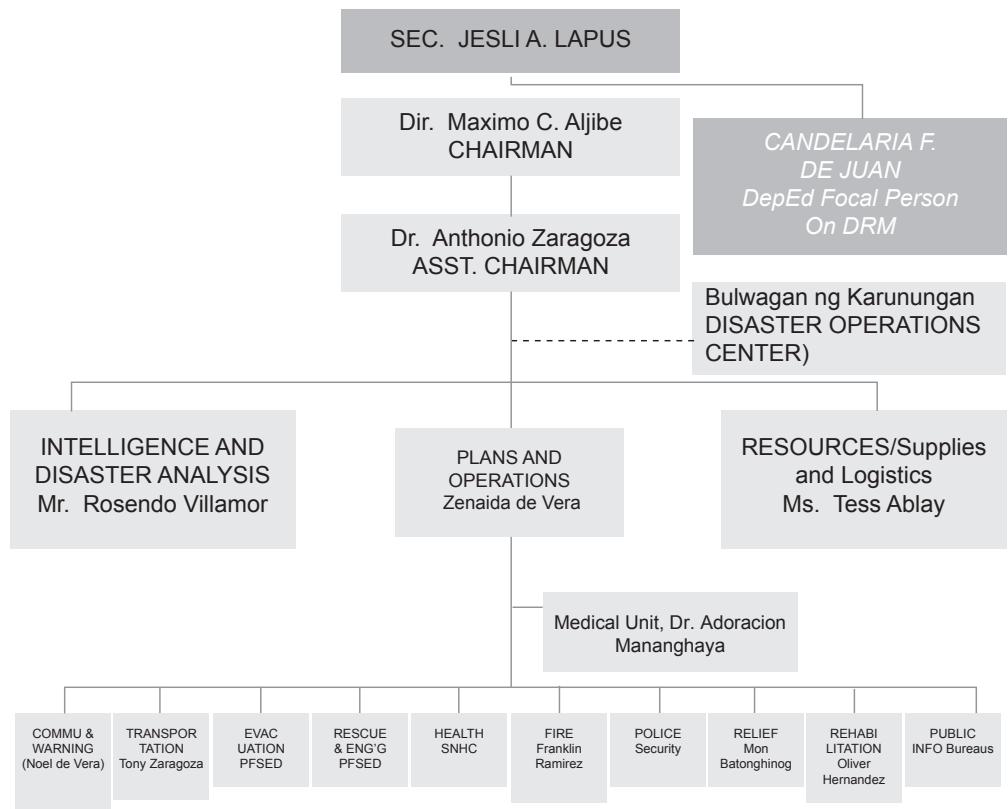 SEC. JESLI A. LAPUS
Dir. Maximo C. Aljibe
CHAIRMAN
CANDELARIA F.
DE JUAN
DepEd Focal Person
On DRM
Dr. Anthonio Zaragoza
ASST. CHAIRMAN
Bulwagan ng Karunungan
DISASTER OPERATIONS
CENTER)
INTELLIGENCE AND
DISASTER ANALYSIS
Mr. Rosendo Villamor
PLANS AND
OPERATIONS
Zenaida de Vera
RESOURCES/Supplies
and Logistics
Ms. Tess Ablay
Medical Unit, Dr. Adoracion
Mananghaya
COMMU &
WARNING
(Noel de Vera)
TRANSPOR
TATION
Tony Zaragoza
EVAC
UATION
PFSED
RESCUE
& ENG'G
PFSED
HEALTH
SNHC
FIRE
Franklin
Ramirez
POLICE
Security
RELIEF
Mon
Batonghinog
REHABI
LITATION
Oliver
Hernandez
PUBLIC
INFO Bureaus